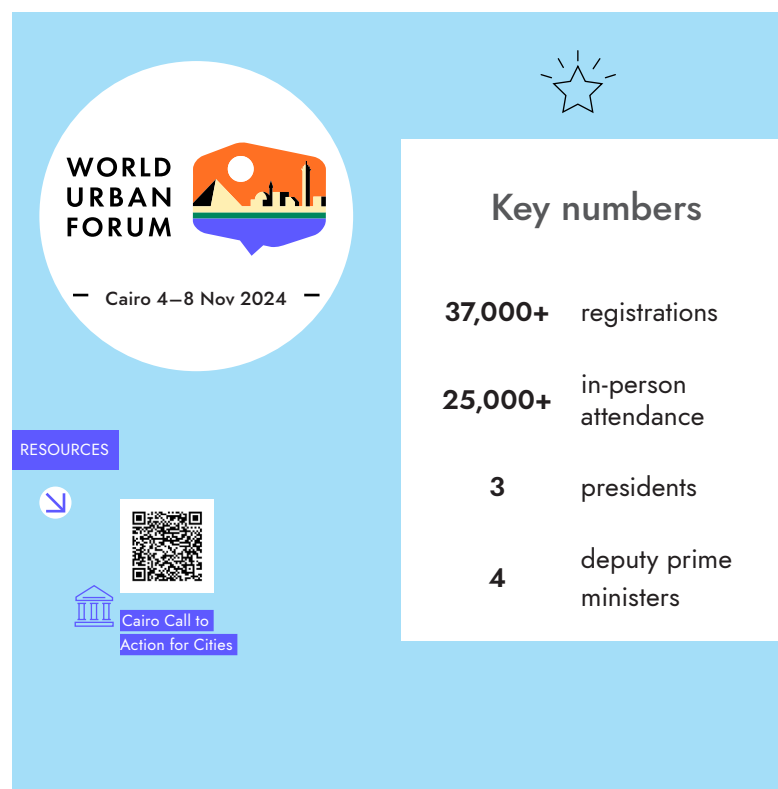 WORLD
URBAN
FORUM
Cairo 4–8 Nov 2024
RESOURCES
Cairo Call to
Action for Cities
Key numbers
37,000+ registrations
25,000+ in-person
attendance
3 presidents
4 deputy prime
ministers